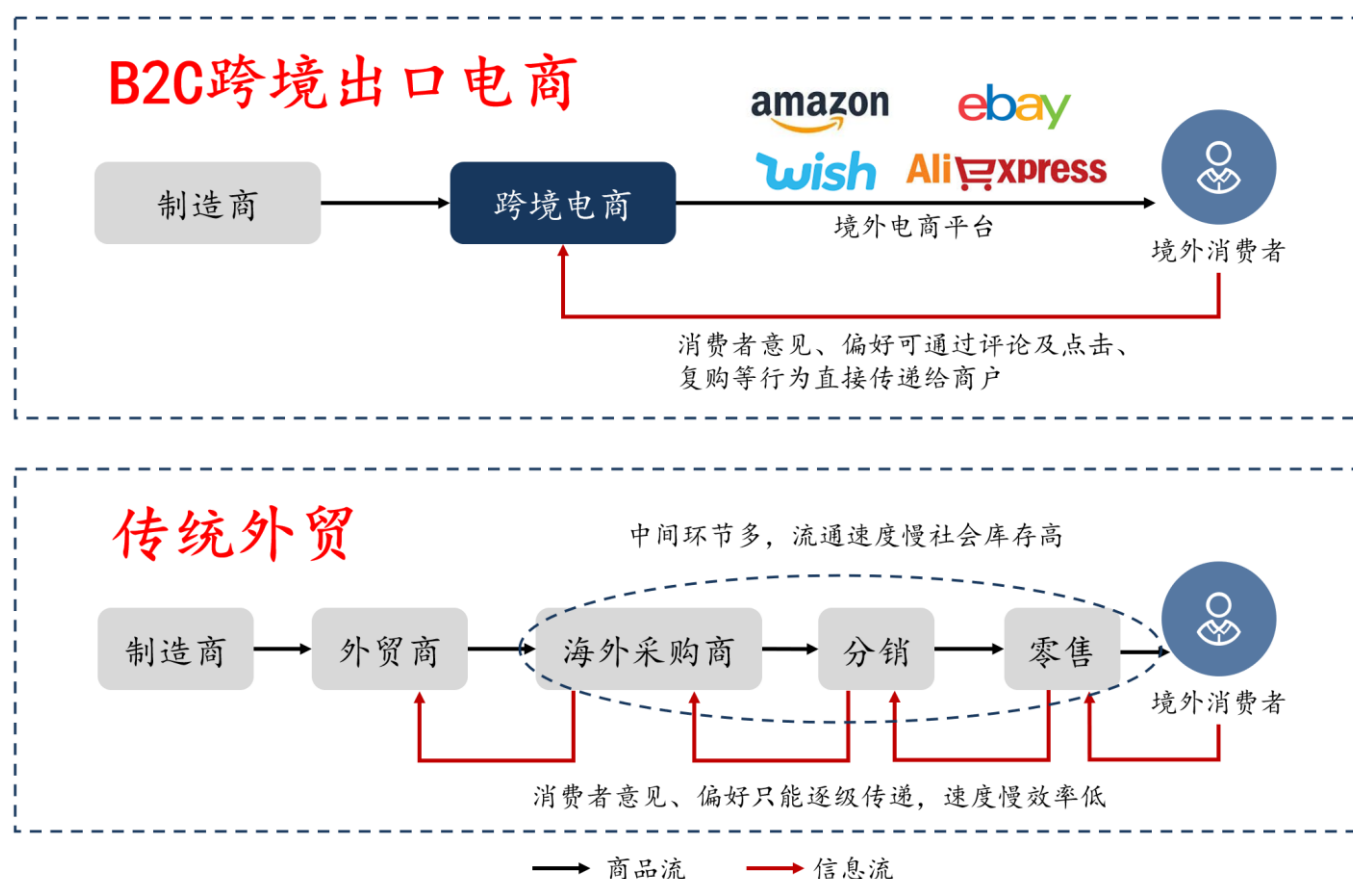 B2C跨境出口电商
amazon
ebay
wish
AliExpress
制造商
跨境电商
境外电商平台
境外消费者
消费者意见、偏好可通过评论及点击、
复购等行为直接传递给商户
传统外贸
中间环节多，流通速度慢社会库存高
制造商
外贸商
海外采购商
分销
零售
境外消费者
消费者意见、偏好只能逐级传递，速度慢效率低
商品流
信息流